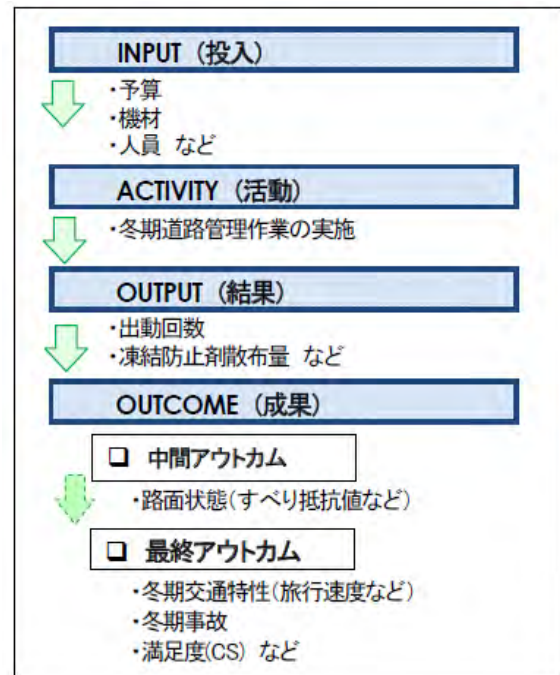 INPUT（投入）
・予算
・機材
・人員 など
ACTIVITY（活動）
・冬期道路管理作業の実施
OUTPUT（結果）
・出動回数
・凍結防止剤散布量 など
OUTCOME（成果）
❑ 中間アウトカム
・路面状態(すべり抵抗値など)
❑ 最終アウトカム
・冬期交通特性(旅行速度など)
・冬期事故
・満足度(CS) など